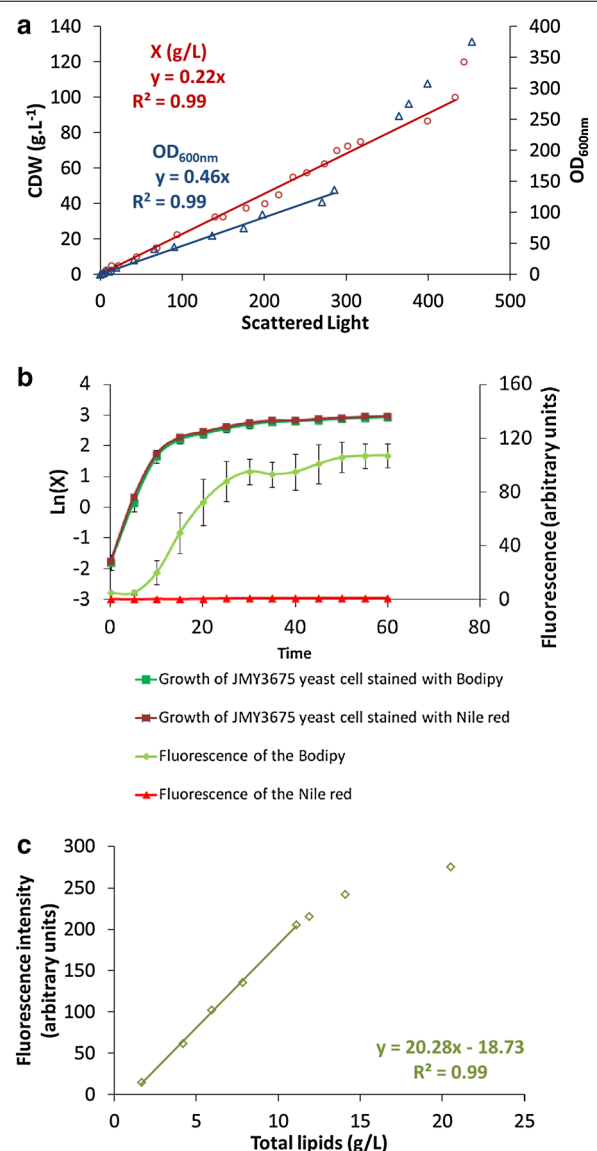 a
140
120
100
80
60
40
20
0
CDW (g.L⁻¹)
X (g/L)
y = 0.22x
R² = 0.99
OD600nm
y = 0.46x
R² = 0.99
400
350
300
250
200
150
100
50
0
OD600nm
0 100 200 300 400 500
Scattered Light
b
4
3
2
1
0
-1
-2
-3
Ln(X)
160
120
80
40
0
Fluorescence (arbitrary units)
0 20 40 60 80
Time
Growth of JMY3675 yeast cell stained with Bodipy
Growth of JMY3675 yeast cell stained with Nile red
Fluorescence of the Bodipy
Fluorescence of the Nile red
c
300
250
200
150
100
50
0
Fluorescence intensity
(arbitrary units)
y = 20.28x - 18.73
R² = 0.99
0 5 10 15 20 25
Total lipids (g/L)